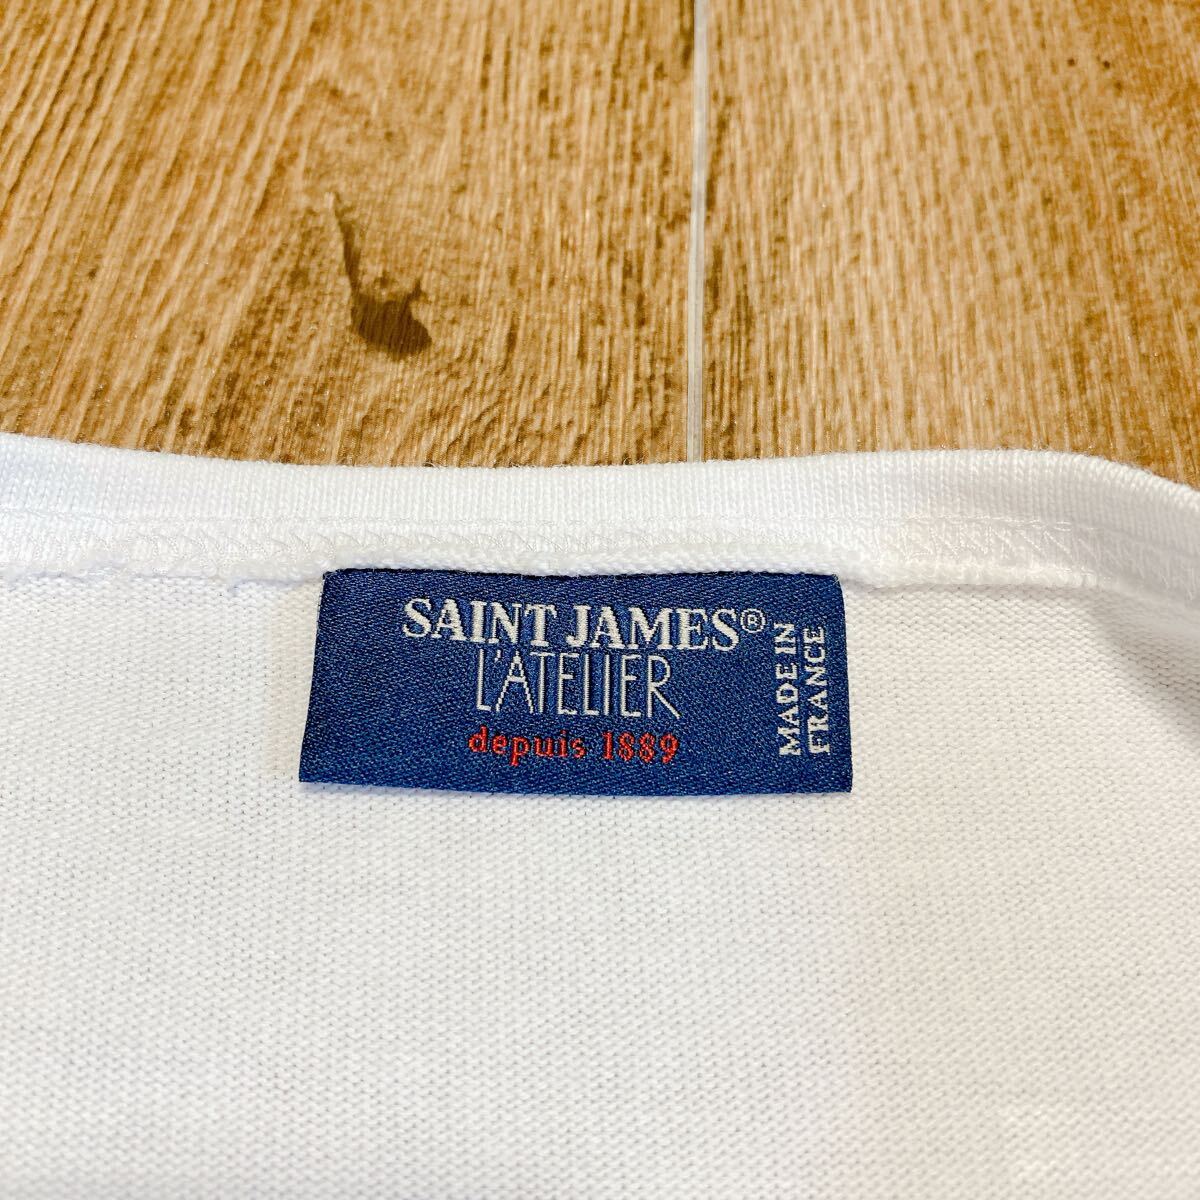 SAINT JAMES®
L'ATELIER
depuis 1889
MADE IN
FRANCE